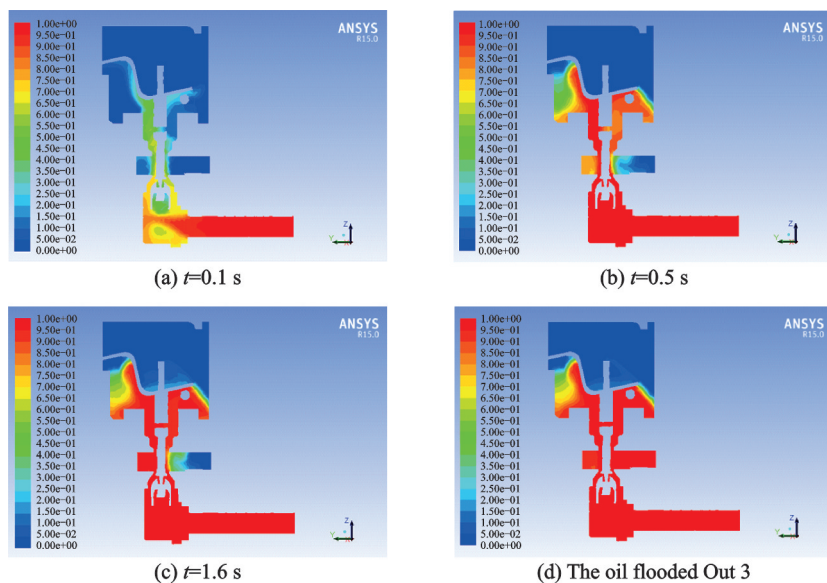 1.00e+00
9.50e−01
9.00e−01
8.50e−01
8.00e−01
7.50e−01
7.00e−01
6.50e−01
6.00e−01
5.50e−01
5.00e−01
4.50e−01
4.00e−01
3.50e−01
3.00e−01
2.50e−01
2.00e−01
1.50e−01
1.00e−01
5.00e−02
0.00e+00
ANSYS
R15.0
Z
Y
(a) t=0.1 s
1.00e+00
9.50e−01
9.00e−01
8.50e−01
8.00e−01
7.50e−01
7.00e−01
6.50e−01
6.00e−01
5.50e−01
5.00e−01
4.50e−01
4.00e−01
3.50e−01
3.00e−01
2.50e−01
2.00e−01
1.50e−01
1.00e−01
5.00e−02
0.00e+00
ANSYS
R15.0
Z
Y
(b) t=0.5 s
1.00e+00
9.50e−01
9.00e−01
8.50e−01
8.00e−01
7.50e−01
7.00e−01
6.50e−01
6.00e−01
5.50e−01
5.00e−01
4.50e−01
4.00e−01
3.50e−01
3.00e−01
2.50e−01
2.00e−01
1.50e−01
1.00e−01
5.00e−02
0.00e+00
ANSYS
R15.0
Z
Y
(c) t=1.6 s
1.00e+00
9.50e−01
9.00e−01
8.50e−01
8.00e−01
7.50e−01
7.00e−01
6.50e−01
6.00e−01
5.50e−01
5.00e−01
4.50e−01
4.00e−01
3.50e−01
3.00e−01
2.50e−01
2.00e−01
1.50e−01
1.00e−01
5.00e−02
0.00e+00
ANSYS
R15.0
Z
Y
(d) The oil flooded Out 3